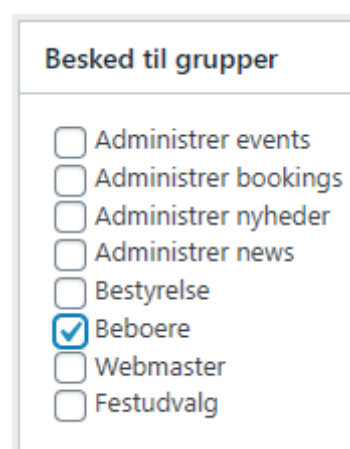 Besked til grupper
Administrer events
Administrer bookings
Administrer nyheder
Administrer news
Bestyrelse
Beboere
Webmaster
Festudvalg